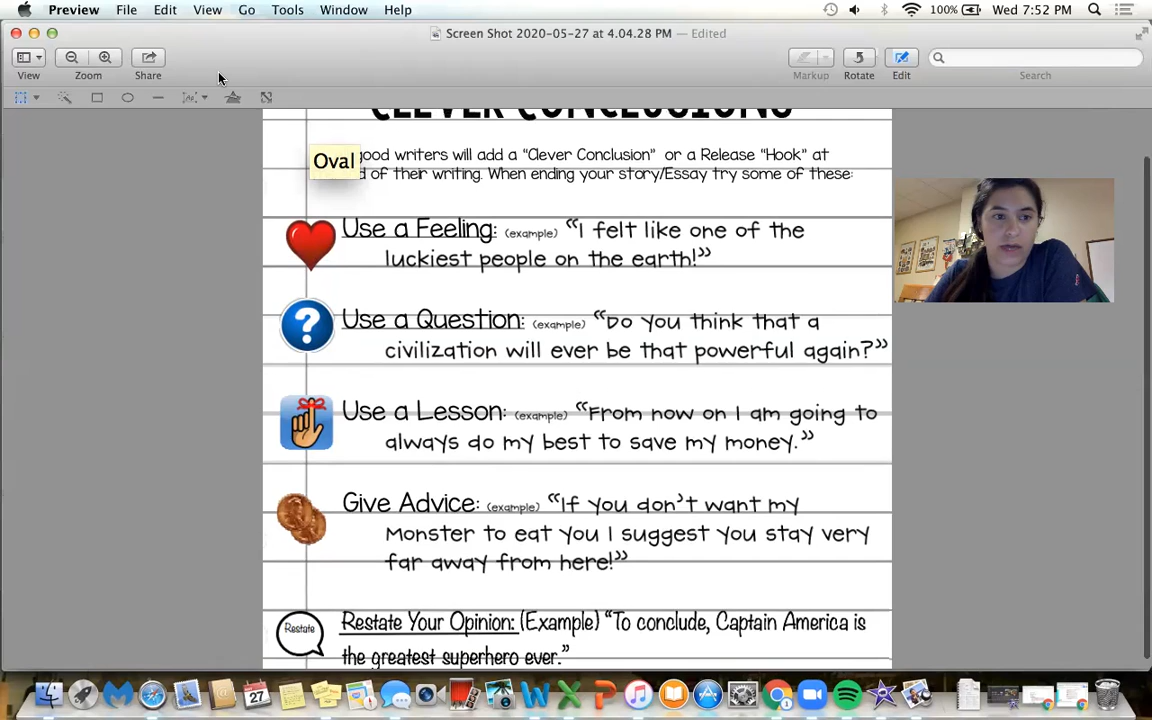 Preview File Edit View Go Tools Window Help 100% Wed 7:52 PM
Screen Shot 2020-05-27 at 4.04.28 PM — Edited
View Zoom Share Markup Rotate Edit Search
Search
CLEVER CONCLUSIONS
Oval
good writers will add a “Clever Conclusion” or a Release “Hook” at
of their writing. When ending your story/Essay try some of these:
Use a Feeling: (example) “I felt like one of the
luckiest people on the earth!”
Use a Question: (example) “Do you think that a
civilization will ever be that powerful again?”
Use a Lesson: (example) “From now on I am going to
always do my best to save my money.”
Give Advice: (example) “If you don’t want my
Monster to eat you I suggest you stay very
far away from here!”
Restate
Restate Your Opinion: (Example) “To conclude, Captain America is
the greatest superhero ever.”
27